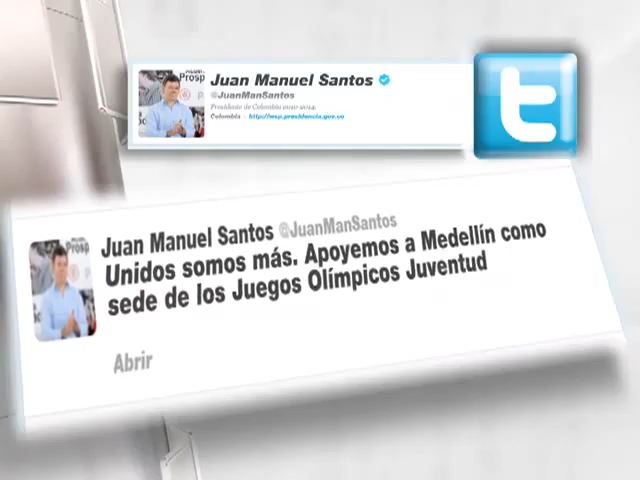 Juan Manuel Santos
@JuanManSantos
Presidente de Colombia 2010-2014
Colombia - http://wsp.presidencia.gov.co
t
Juan Manuel Santos @JuanManSantos
Unidos somos más. Apoyemos a Medellín como
sede de los Juegos Olímpicos Juventud
Abrir